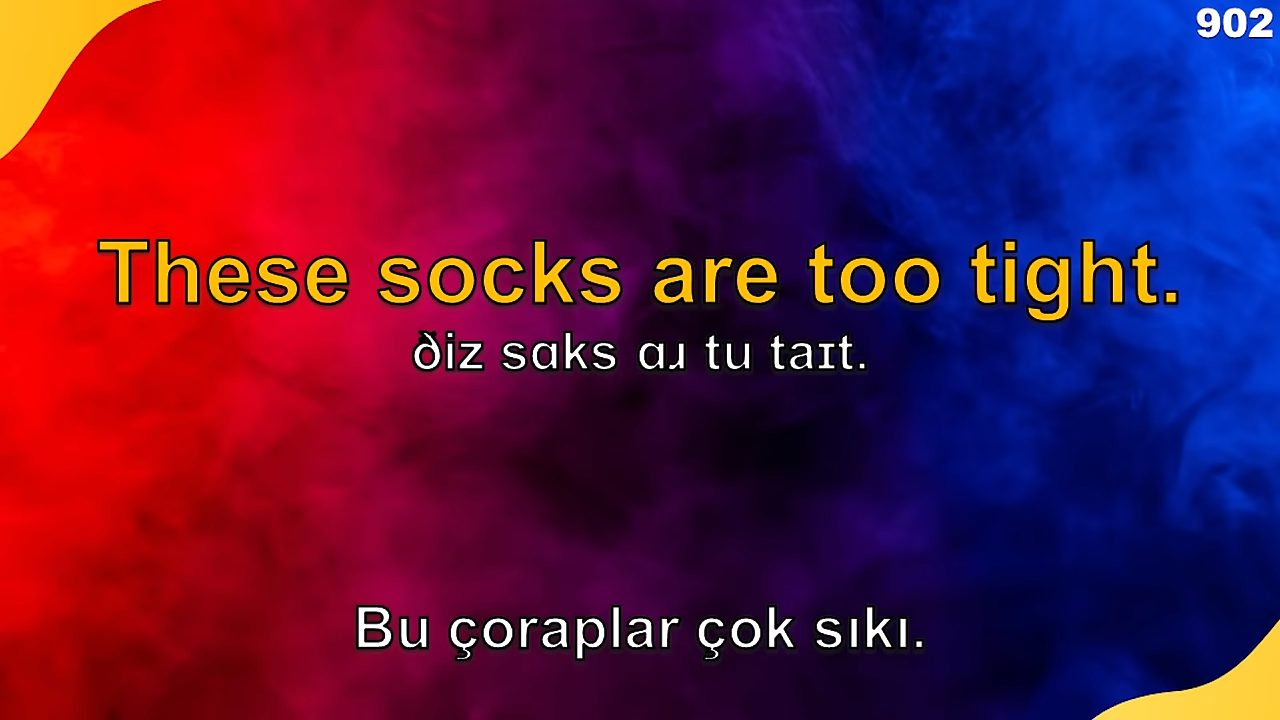 902
These socks are too tight.
ðiz sɑks ɑɹ tu taɪt.
Bu çoraplar çok sıkı.